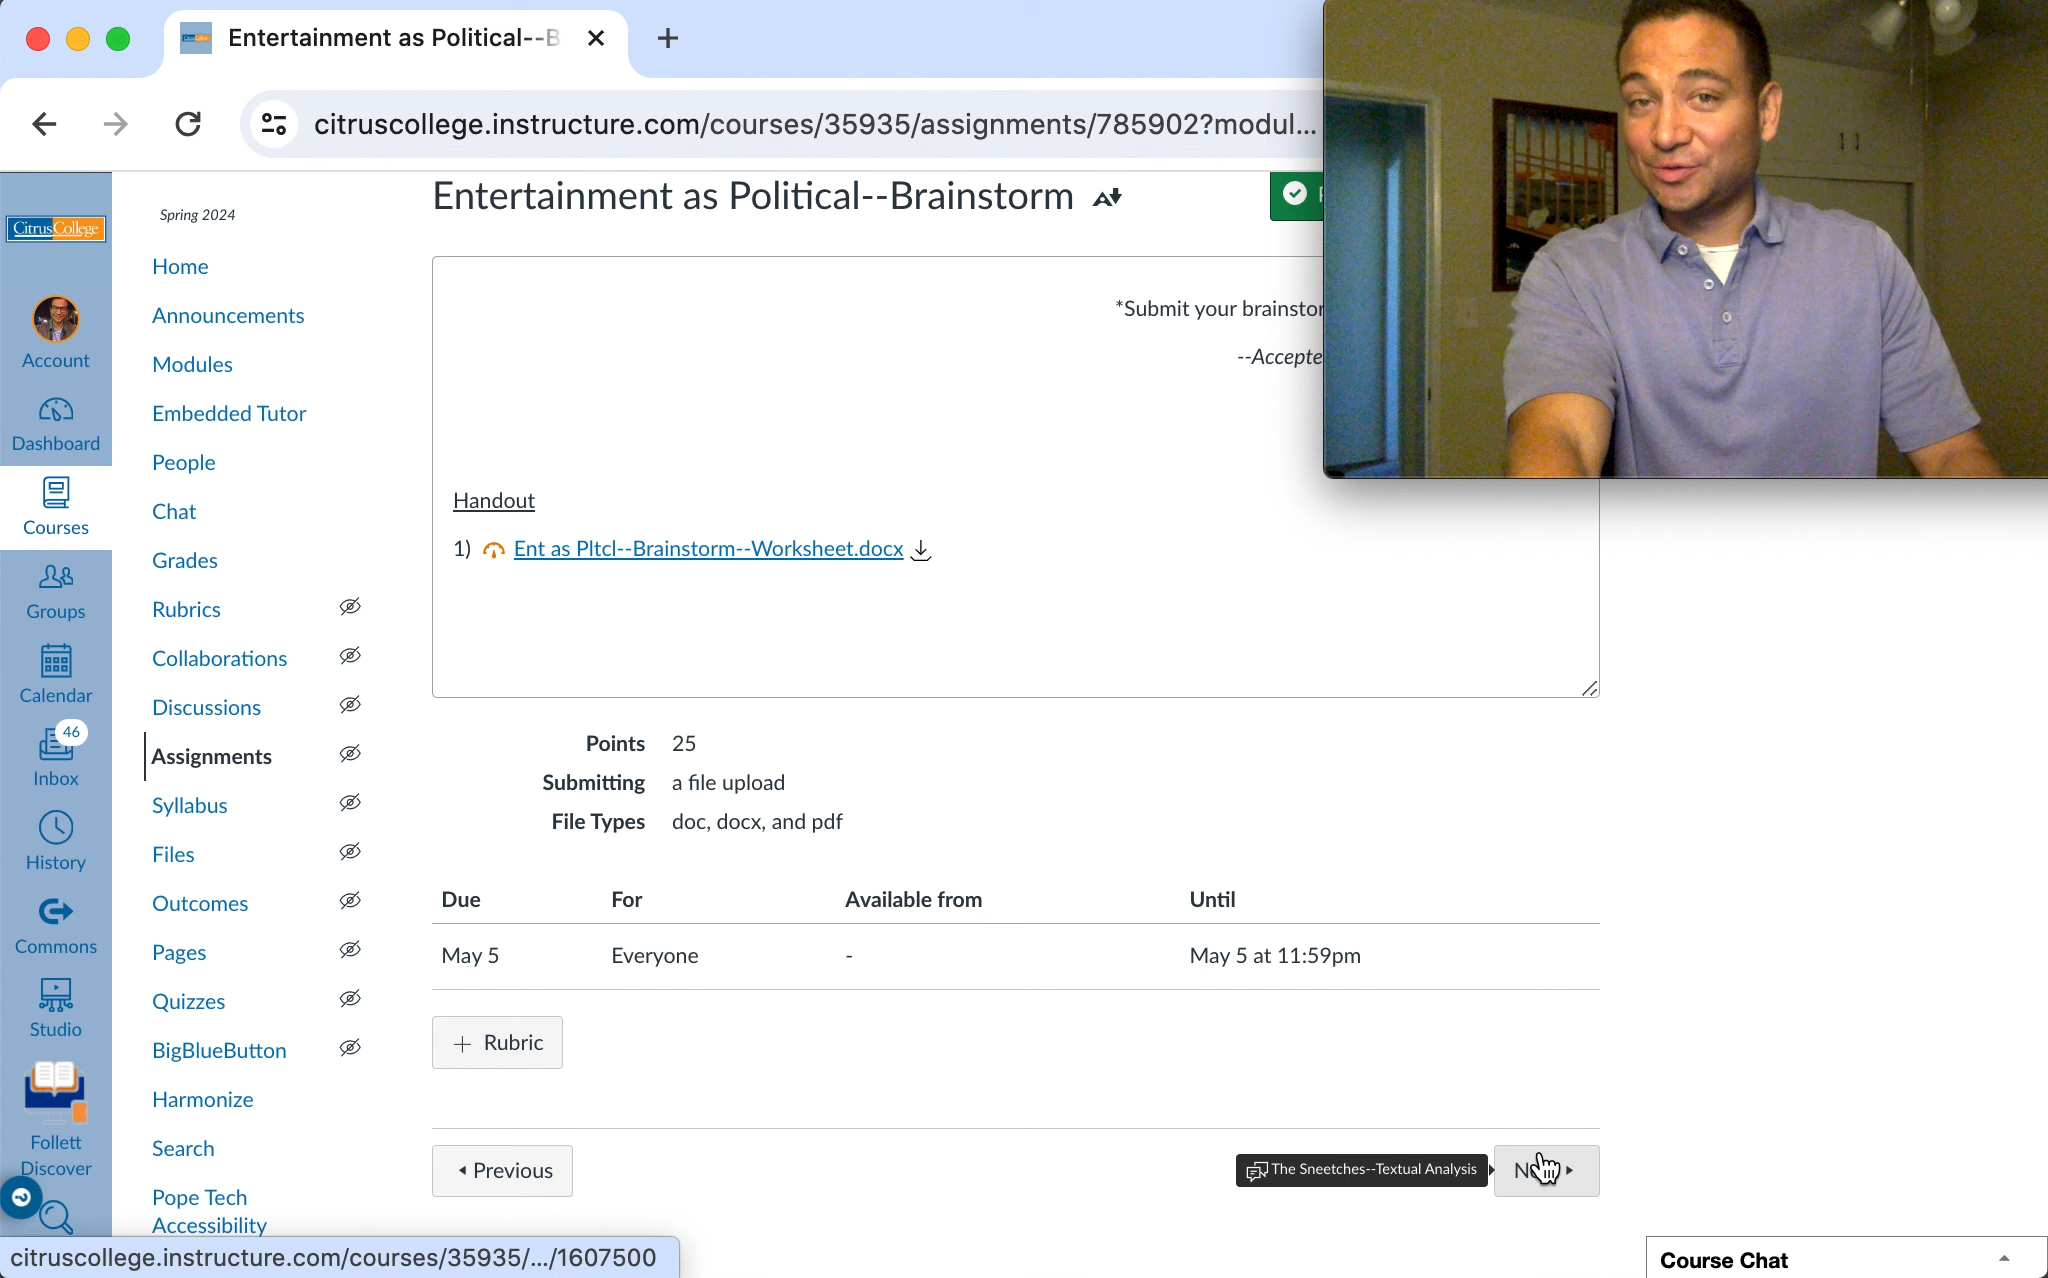 Entertainment as Political--B
citruscollege.instructure.com/courses/35935/assignments/785902?modul...
CitrusCollege
Account
Dashboard
Courses
Groups
Calendar
46
Inbox
History
Commons
Studio
Follett
Discover
Spring 2024
Home
Announcements
Modules
Embedded Tutor
People
Chat
Grades
Rubrics
Collaborations
Discussions
Assignments
Syllabus
Files
Outcomes
Pages
Quizzes
BigBlueButton
Harmonize
Search
Pope Tech
Accessibility
Entertainment as Political--Brainstorm
*Submit your brainstor
--Accepte
Handout
1) Ent as Pltcl--Brainstorm--Worksheet.docx
Points 25
Submitting a file upload
File Types doc, docx, and pdf
Due For Available from Until
May 5 Everyone - May 5 at 11:59pm
+ Rubric
Previous
The Sneetches--Textual Analysis
citruscollege.instructure.com/courses/35935/.../1607500
Course Chat